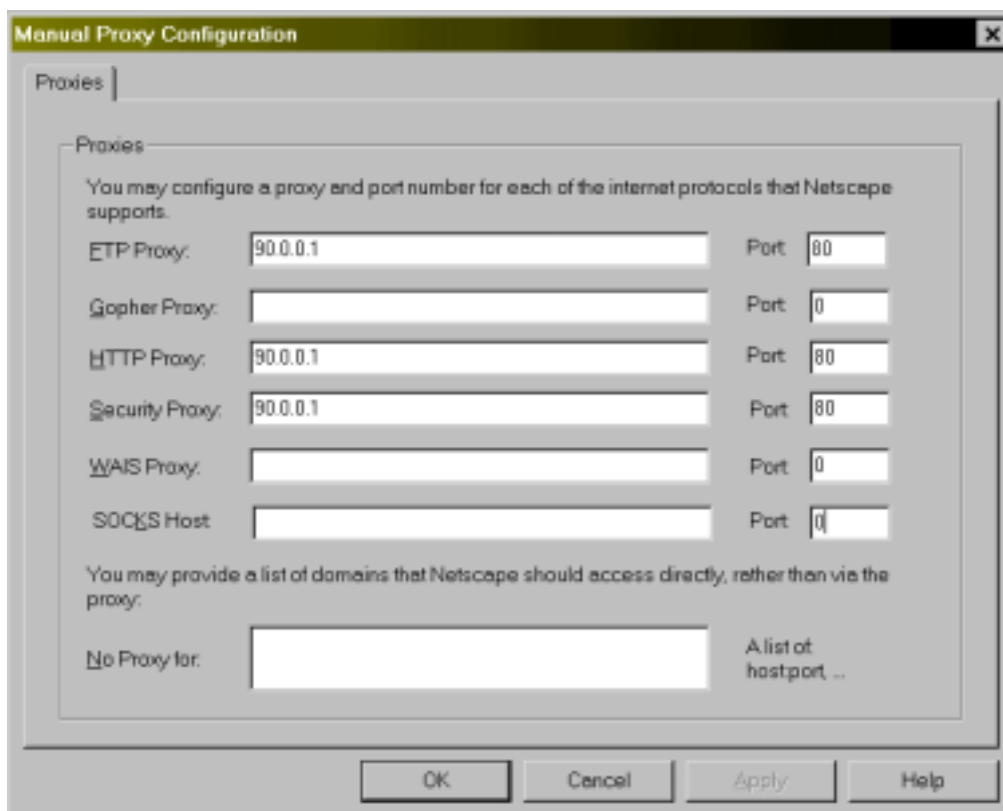 Manual Proxy Configuration
Proxies
Proxies
You may configure a proxy and port number for each of the internet protocols that Netscape
supports.
FTP Proxy: 90.0.0.1 Port 80
Gopher Proxy: Port 0
HTTP Proxy: 90.0.0.1 Port 80
Security Proxy: 90.0.0.1 Port 80
WAIS Proxy: Port 0
SOCKS Host Port 0
You may provide a list of domains that Netscape should access directly, rather than via the
proxy:
No Proxy for: A list of:
host:port, ...
OK Cancel Apply Help